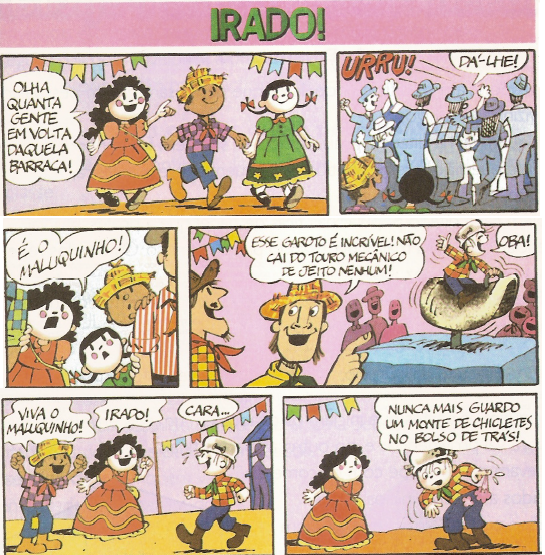 IRADO!
OLHA
QUANTA
GENTE
EM VOLTA
DAQUELA
BARRACA!
URRU!
DÁ-LHE!
É O
MALUQUINHO!
ESSE GAROTO É INCRÍVEL! NÃO
CAI DO TOURO MECÂNICO
DE JEITO NENHUM!
OBA!
VIVA O
MALUQUINHO!
IRADO!
CARA...
NUNCA MAIS GUARDO
UM MONTE DE CHICLETES
NO BOLSO DE TRÁS!